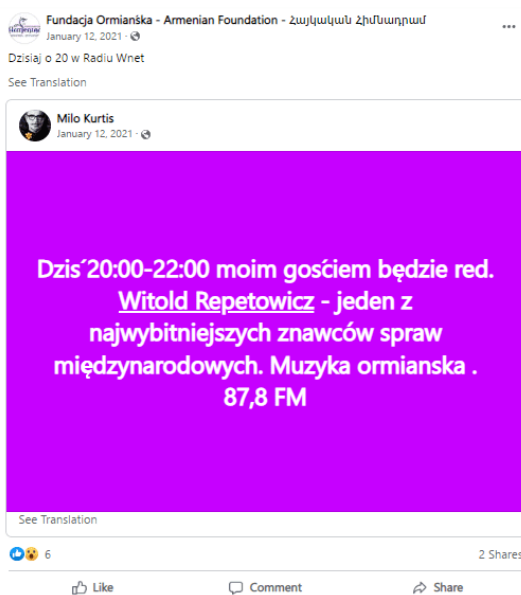 Fundacja Ormiańska - Armenian Foundation - Հայկական Հիմնադրամ
January 12, 2021 ·
Dzisiaj o 20 w Radiu Wnet
See Translation
Milo Kurtis
January 12, 2021 ·
Dzis´20:00-22:00 moim gośćiem będzie red.
Witold Repetowicz - jeden z
najwybitniejszych znawców spraw
międzynarodowych. Muzyka ormianska .
87,8 FM
See Translation
6
2 Shares
Like Comment Share